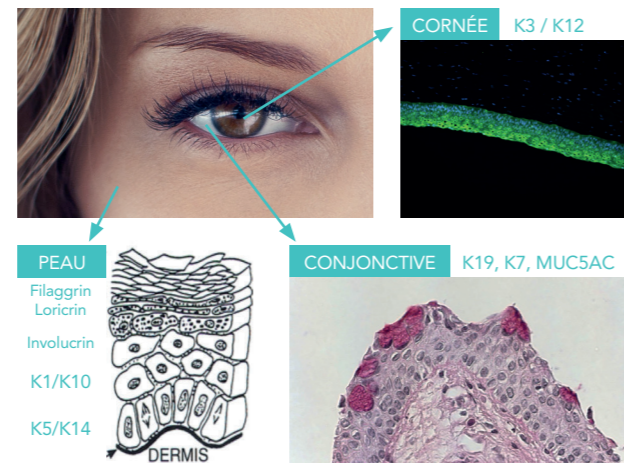 CORNÉE K3 / K12
PEAU
Filaggrin
Loricrin
Involucrin
K1/K10
K5/K14
DERMIS
CONJONCTIVE K19, K7, MUC5AC